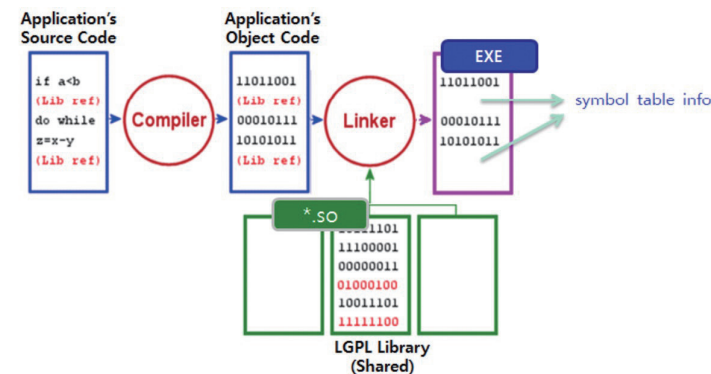 Application's
Source Code
Application's
Object Code
EXE
if a<b
(Lib ref)
do while
z=x-y
(Lib ref)
Compiler
11011001
(Lib ref)
00010111
10101011
(Lib ref)
Linker
11011001
00010111
10101011
symbol table info
*.SO
11100001
00000011
01000100
10011101
11111100
LGPL Library
(Shared)